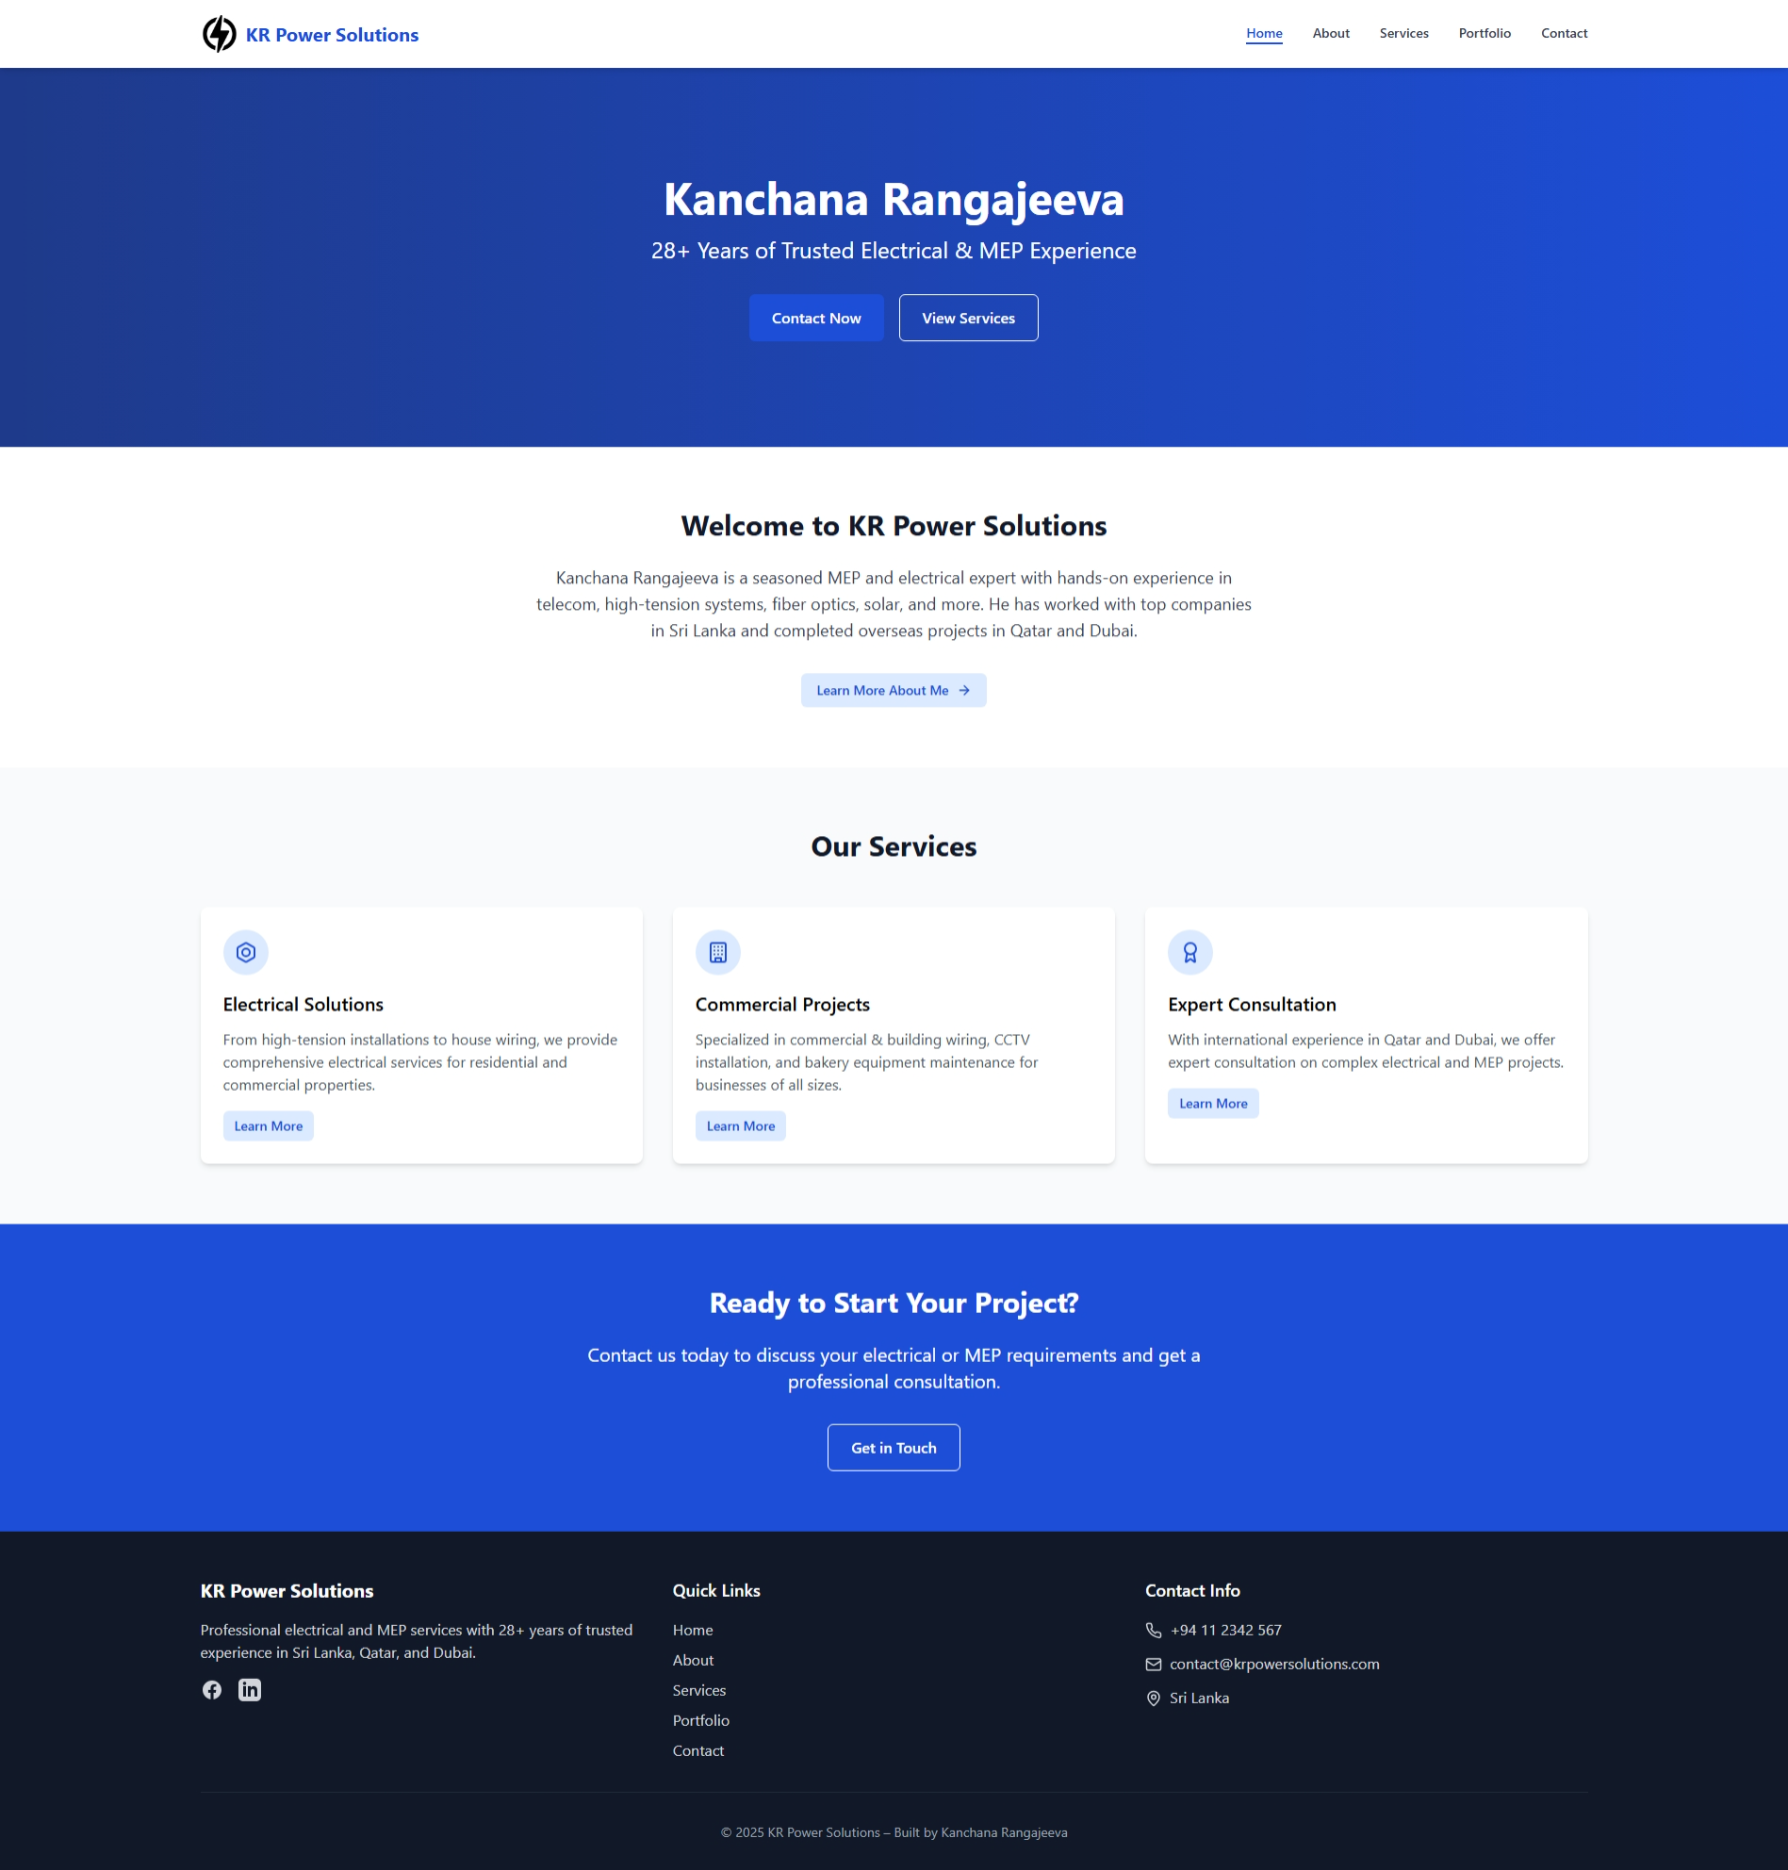 KR Power Solutions
Home
About
Services
Portfolio
Contact
Kanchana Rangajeeva
28+ Years of Trusted Electrical & MEP Experience
Contact Now
View Services
Welcome to KR Power Solutions
Kanchana Rangajeeva is a seasoned MEP and electrical expert with hands-on experience in
telecom, high-tension systems, fiber optics, solar, and more. He has worked with top companies
in Sri Lanka and completed overseas projects in Qatar and Dubai.
Learn More About Me
Our Services
Electrical Solutions
From high-tension installations to house wiring, we provide
comprehensive electrical services for residential and
commercial properties.
Learn More
Commercial Projects
Specialized in commercial & building wiring, CCTV
installation, and bakery equipment maintenance for
businesses of all sizes.
Learn More
Expert Consultation
With international experience in Qatar and Dubai, we offer
expert consultation on complex electrical and MEP projects.
Learn More
Ready to Start Your Project?
Contact us today to discuss your electrical or MEP requirements and get a
professional consultation.
Get in Touch
KR Power Solutions
Professional electrical and MEP services with 28+ years of trusted
experience in Sri Lanka, Qatar, and Dubai.
Quick Links
Home
About
Services
Portfolio
Contact
Contact Info
+94 11 2342 567
contact@krpowersolutions.com
Sri Lanka
© 2025 KR Power Solutions – Built by Kanchana Rangajeeva